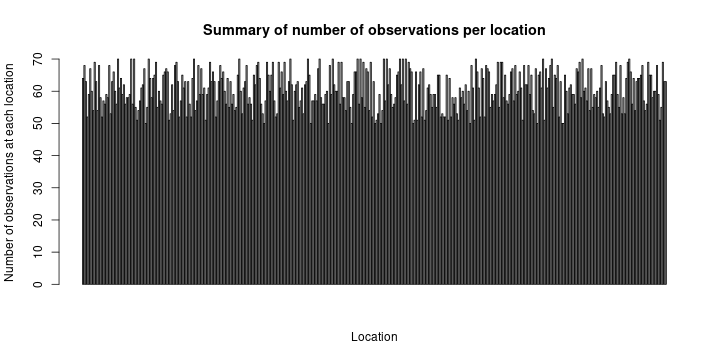 Summary of number of observations per location
Number of observations at each location
70
60
50
40
30
20
10
0
Location